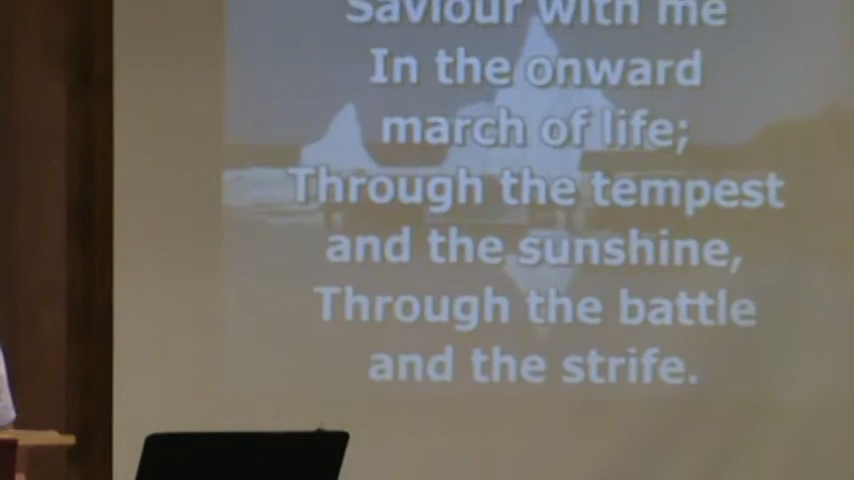 Saviour with me
In the onward
march of life;
Through the tempest
and the sunshine,
Through the battle
and the strife.